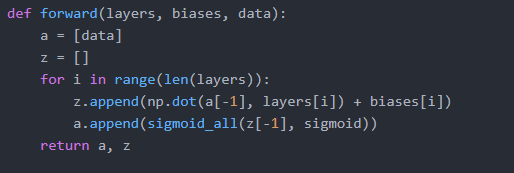 def forward(layers, biases, data):
    a = [data]
    z = []
    for i in range(len(layers)):
        z.append(np.dot(a[-1], layers[i]) + biases[i])
        a.append(sigmoid_all(z[-1], sigmoid))
    return a, z